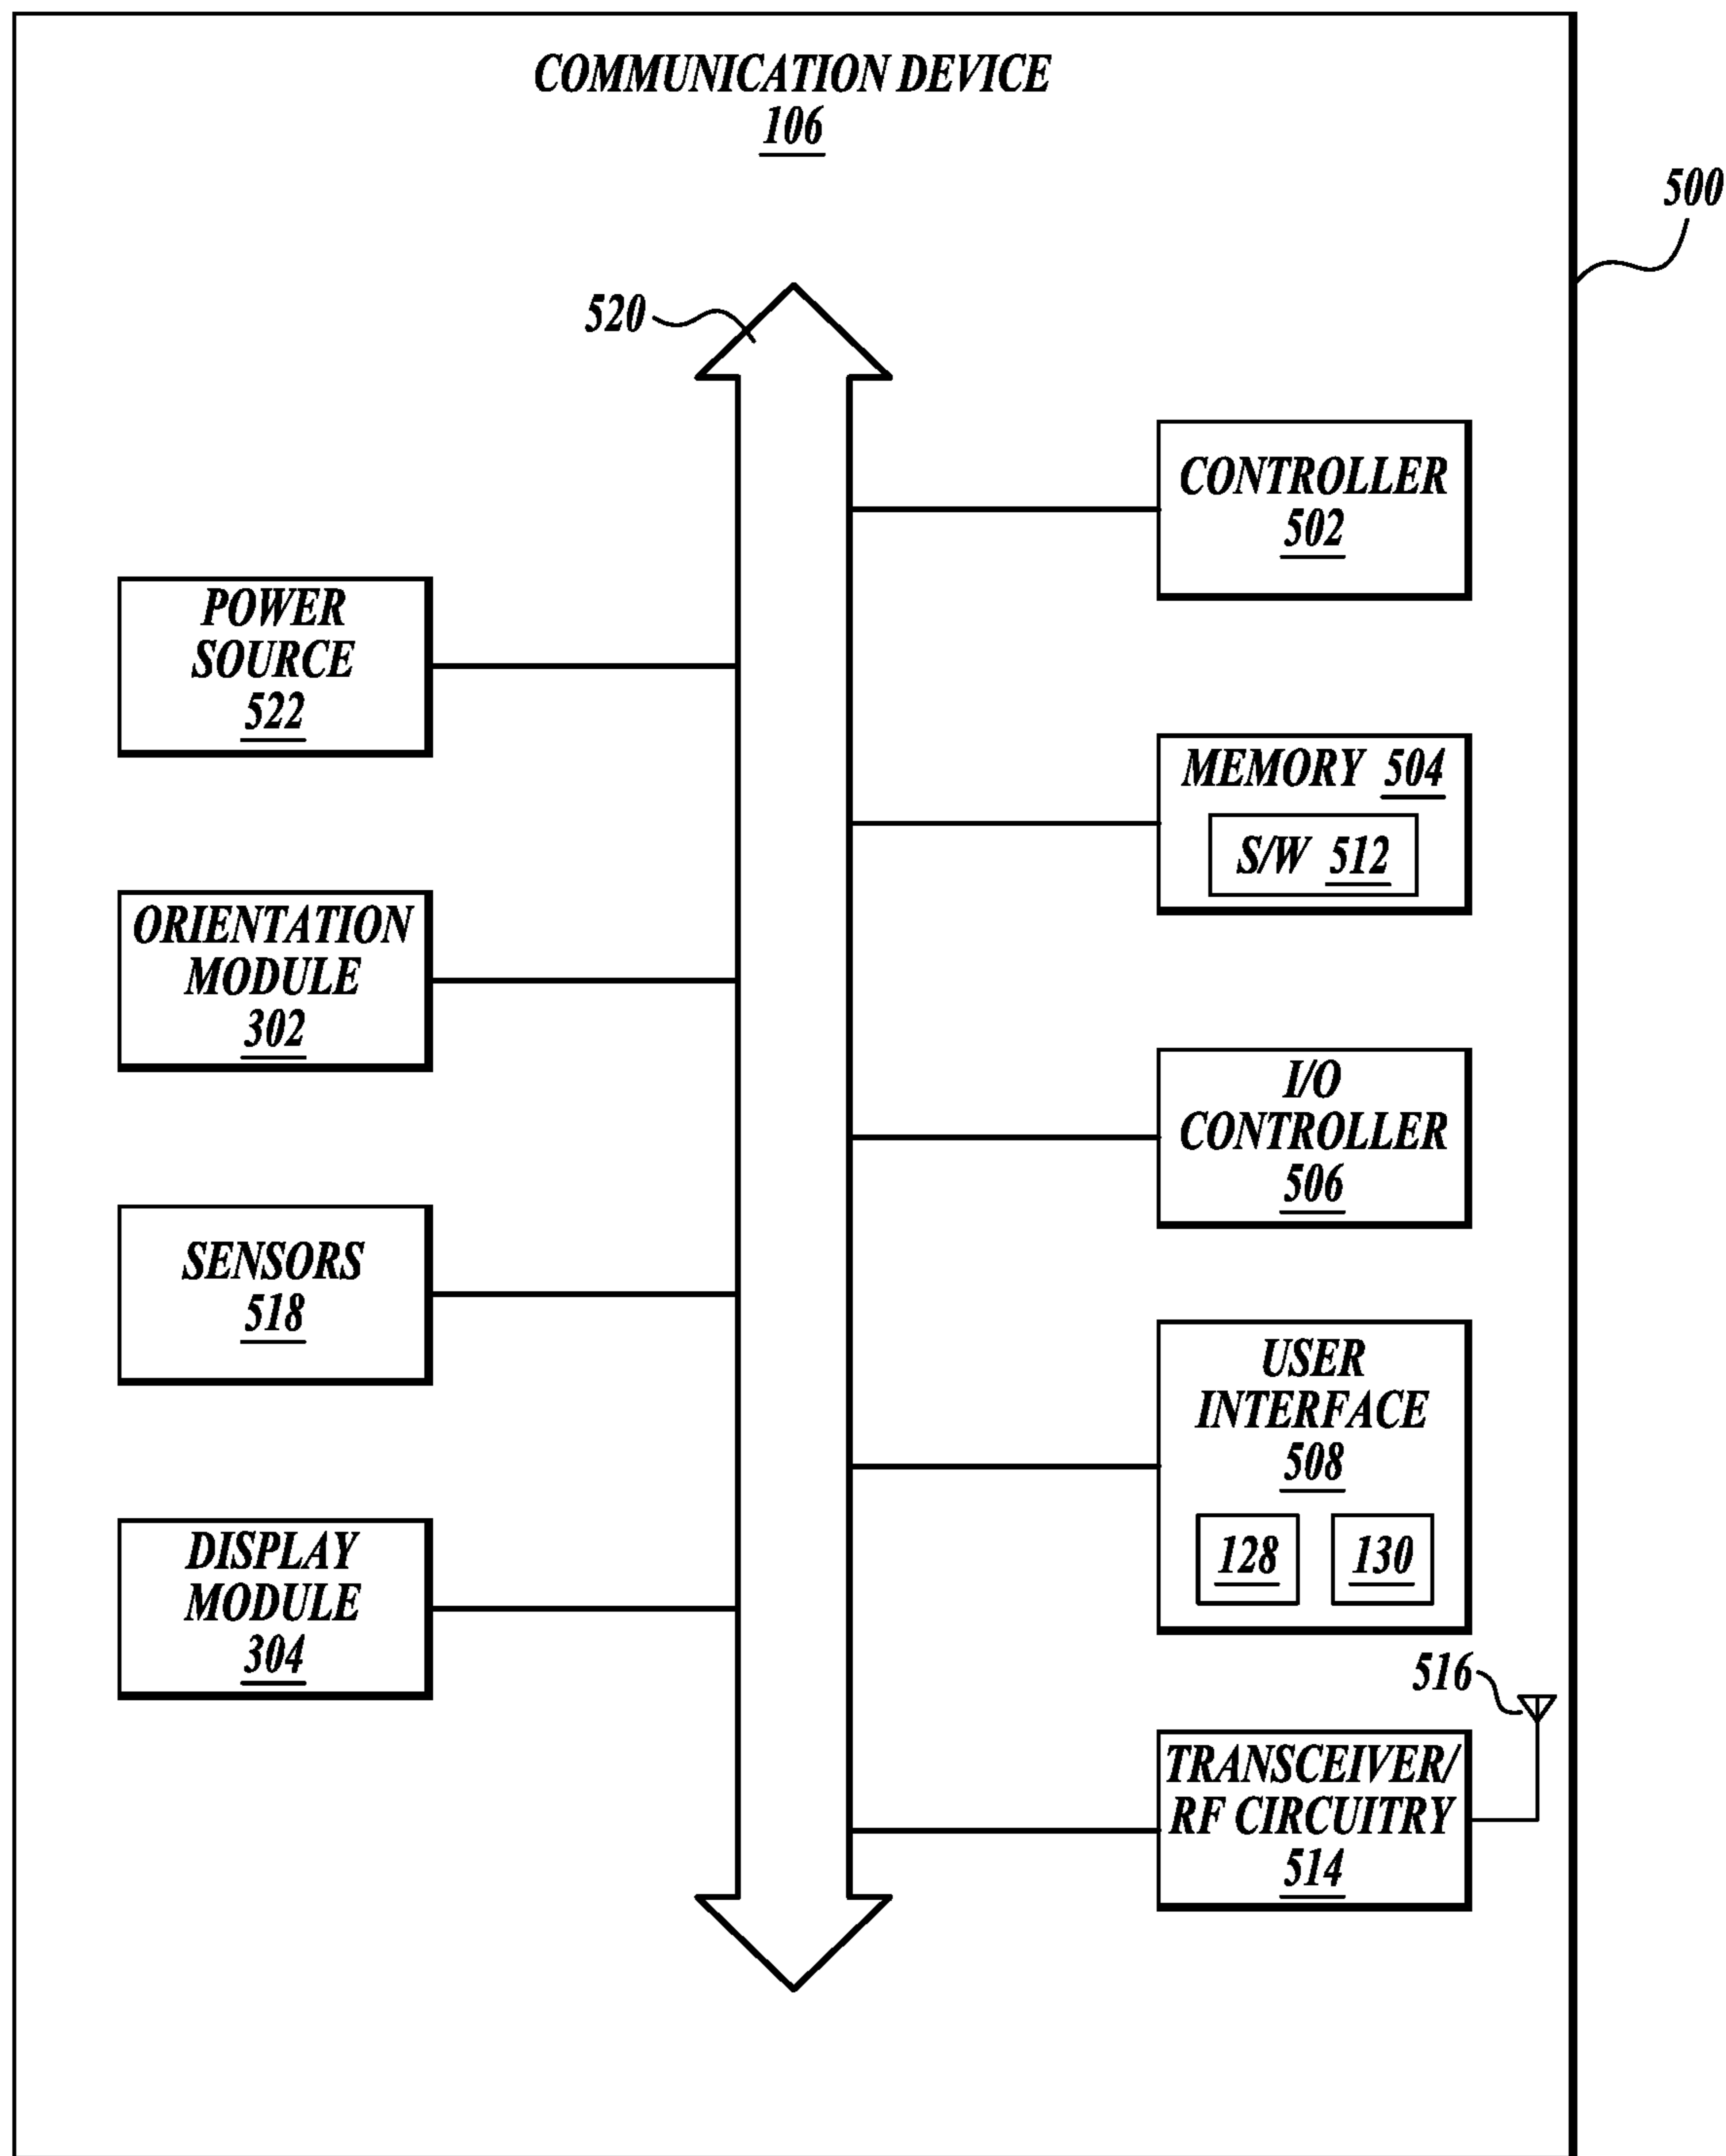 COMMUNICATION DEVICE
106
500
520
CONTROLLER
502
POWER
SOURCE
522
MEMORY 504
S/W 512
ORIENTATION
MODULE
302
I/O
CONTROLLER
506
SENSORS
518
USER
INTERFACE
508
128 130
DISPLAY
MODULE
304
516
TRANSCEIVER/
RF CIRCUITRY
514